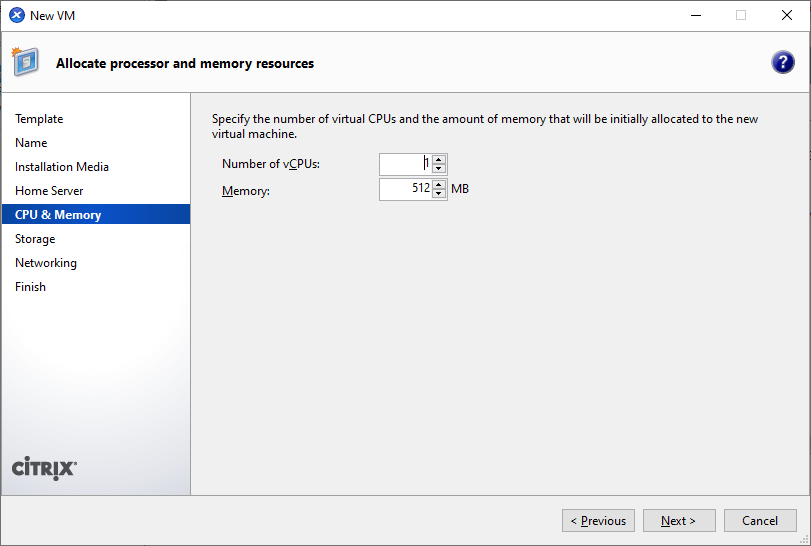 New VM
Allocate processor and memory resources
?
Template
Name
Installation Media
Home Server
CPU & Memory
Storage
Networking
Finish
CITRIX
Specify the number of virtual CPUs and the amount of memory that will be initially allocated to the new
virtual machine.
Number of vCPUs: 1
Memory: 512 MB
< Previous Next > Cancel